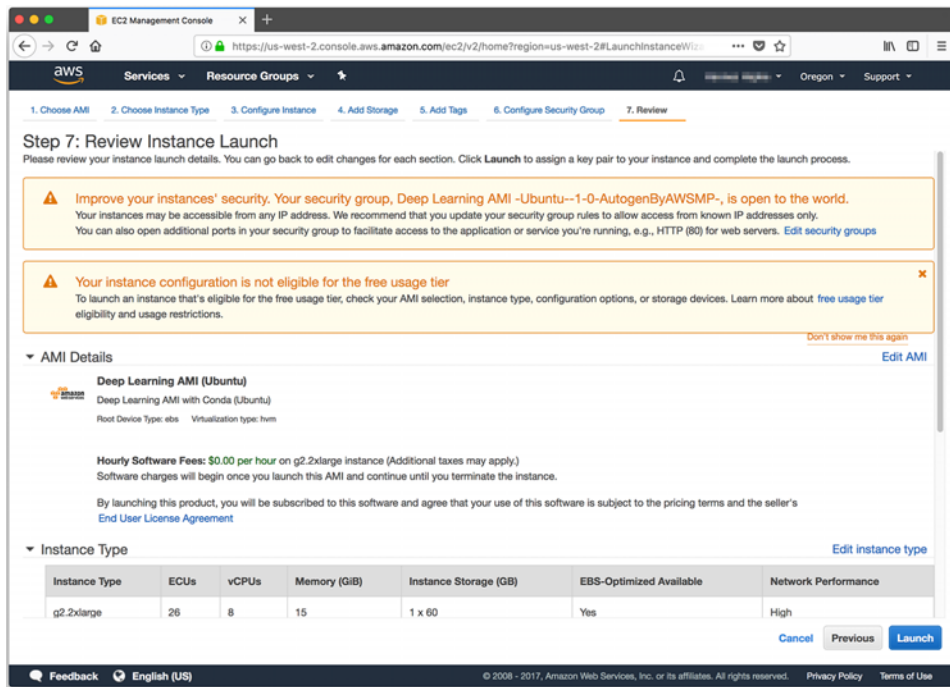 EC2 Management Console
https://us-west-2.console.aws.amazon.com/ec2/v2/home?region=us-west-2#LaunchInstanceWiz
aws Services Resource Groups Oregon Support
1. Choose AMI 2. Choose Instance Type 3. Configure Instance 4. Add Storage 5. Add Tags 6. Configure Security Group 7. Review
Step 7: Review Instance Launch
Please review your instance launch details. You can go back to edit changes for each section. Click Launch to assign a key pair to your instance and complete the launch process.
Improve your instances' security. Your security group, Deep Learning AMI -Ubuntu--1-0-AutogenByAWSMP-, is open to the world.
Your instances may be accessible from any IP address. We recommend that you update your security group rules to allow access from known IP addresses only.
You can also open additional ports in your security group to facilitate access to the application or service you're running, e.g., HTTP (80) for web servers. Edit security groups
Your instance configuration is not eligible for the free usage tier
To launch an instance that's eligible for the free usage tier, check your AMI selection, instance type, configuration options, or storage devices. Learn more about free usage tier
eligibility and usage restrictions.
Don't show me this again
AMI Details Edit AMI
Deep Learning AMI (Ubuntu)
amazon Deep Learning AMI with Conda (Ubuntu)
Root Device Type: ebs Virtualization type: hvm
Hourly Software Fees: $0.00 per hour on g2.2xlarge instance (Additional taxes may apply.)
Software charges will begin once you launch this AMI and continue until you terminate the instance.
By launching this product, you will be subscribed to this software and agree that your use of this software is subject to the pricing terms and the seller's
End User License Agreement
Instance Type Edit instance type
Instance Type ECUs vCPUs Memory (GiB) Instance Storage (GB) EBS-Optimized Available Network Performance
g2.2xlarge 26 8 15 1 x 60 Yes High
Cancel Previous Launch
Feedback English (US) © 2008 - 2017, Amazon Web Services, Inc. or its affiliates. All rights reserved. Privacy Policy Terms of Use